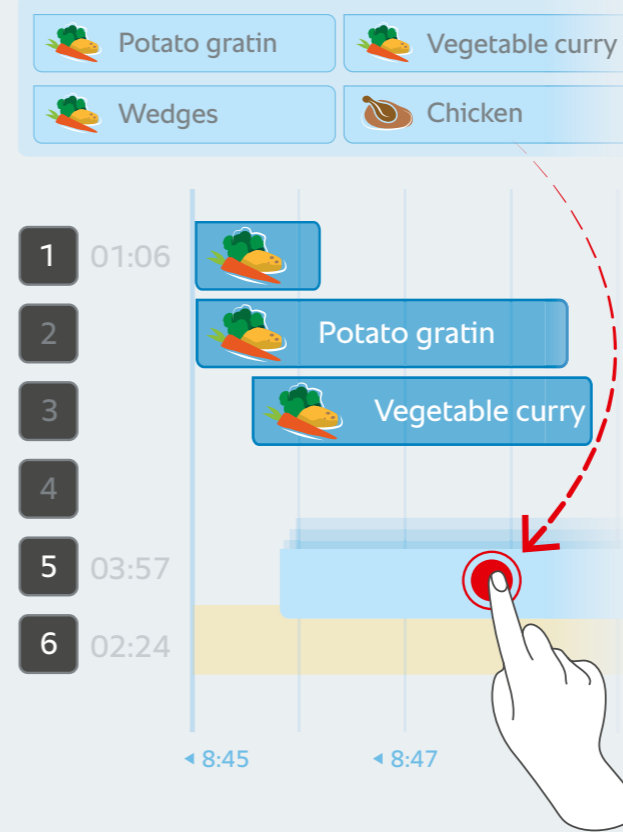 Potato gratin Vegetable curry
Wedges Chicken
1 01:06
2 Potato gratin
3 Vegetable curry
4
5 03:57
6 02:24
8:45 8:47